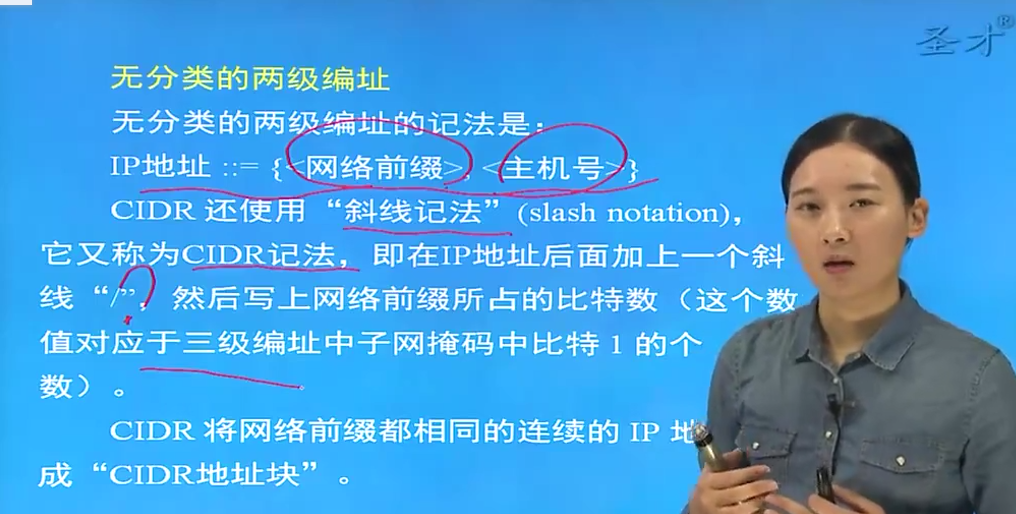 圣才®
无分类的两级编址
无分类的两级编址的记法是：
IP地址 ::= {<网络前缀>, <主机号>}
CIDR 还使用“斜线记法”(slash notation)，
它又称为CIDR记法，即在IP地址后面加上一个斜
线“/”，然后写上网络前缀所占的比特数（这个数
值对应于三级编址中子网掩码中比特 1 的个
数）。
CIDR 将网络前缀都相同的连续的 IP 地
成“CIDR地址块”。